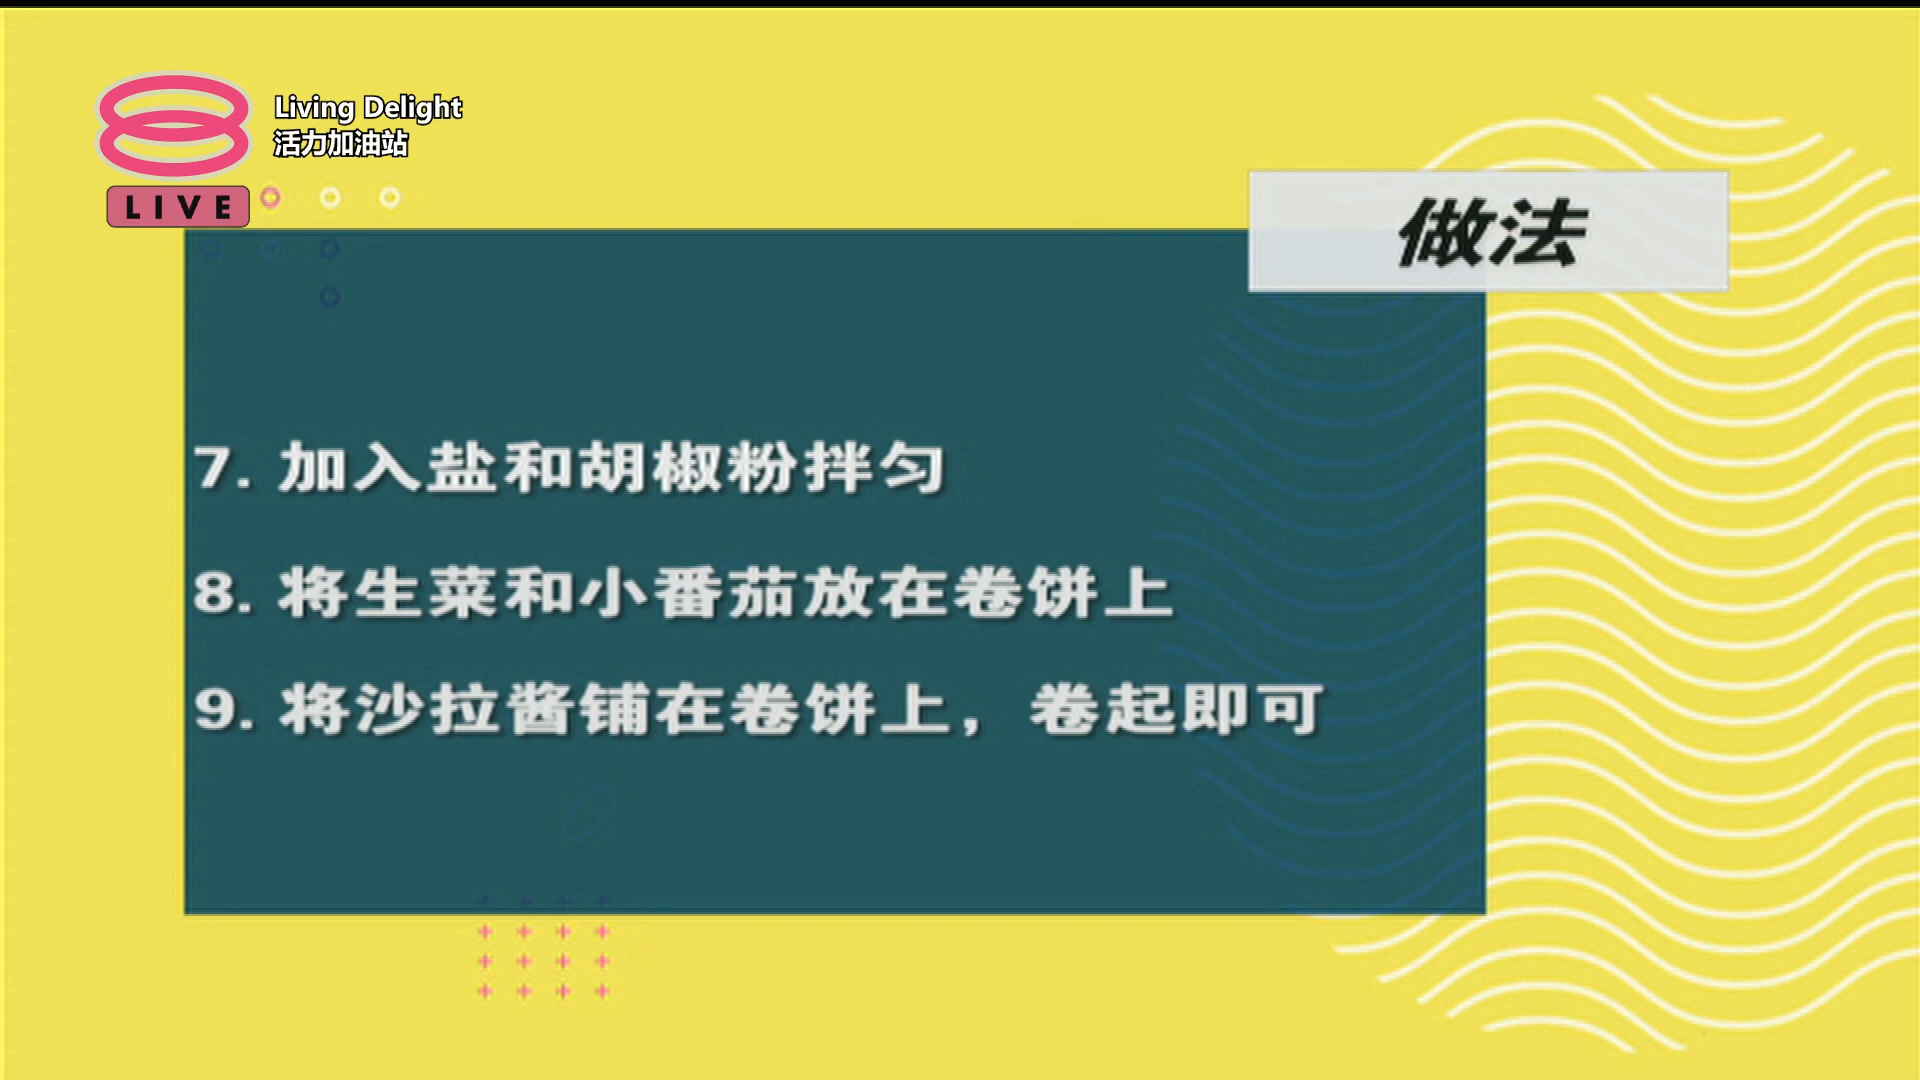 Living Delight
活力加油站
LIVE
做法
7. 加入盐和胡椒粉拌匀
8. 将生菜和小番茄放在卷饼上
9. 将沙拉酱铺在卷饼上，卷起即可